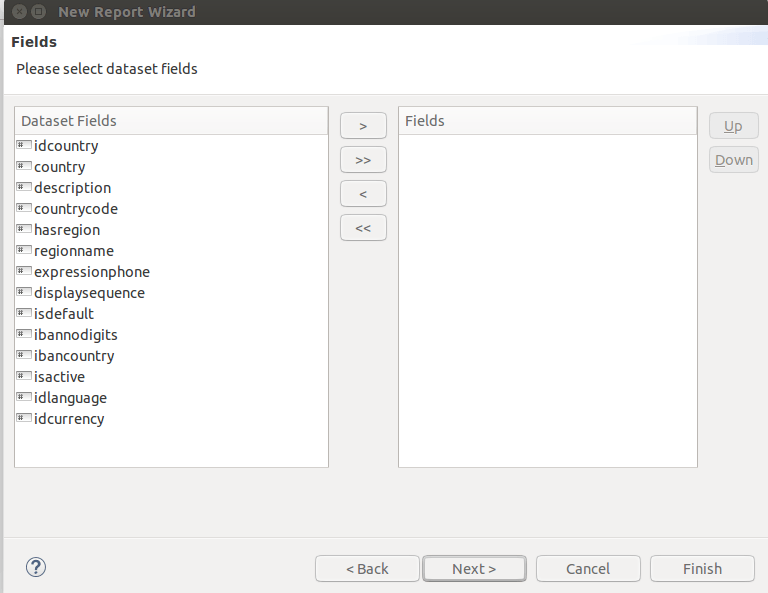 New Report Wizard
Fields
Please select dataset fields
Dataset Fields
idcountry
country
description
countrycode
hasregion
regionname
expressionphone
displaysequence
isdefault
ibannodigits
ibancountry
isactive
idlanguage
idcurrency
>
>>
<
<<
Fields
Up
Down
?
< Back
Next >
Cancel
Finish